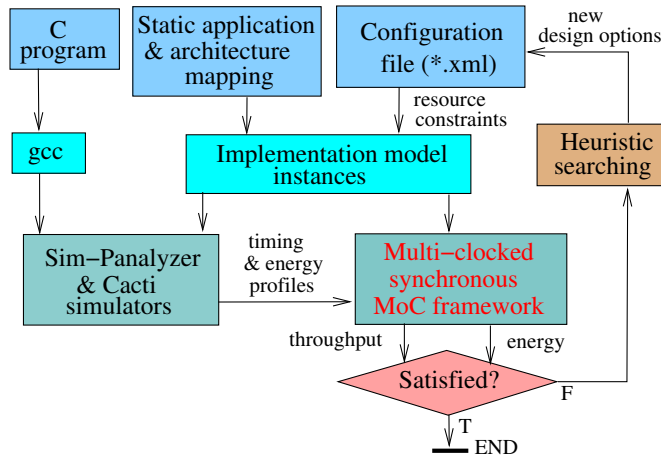 C
program
Static application
& architecture
mapping
Configuration
file (*.xml)
new
design options
resource
constraints
gcc
Implementation model
instances
Heuristic
searching
Sim−Panalyzer
& Cacti
simulators
timing
& energy
profiles
Multi−clocked
synchronous
MoC framework
throughput
energy
Satisfied?
F
T
END